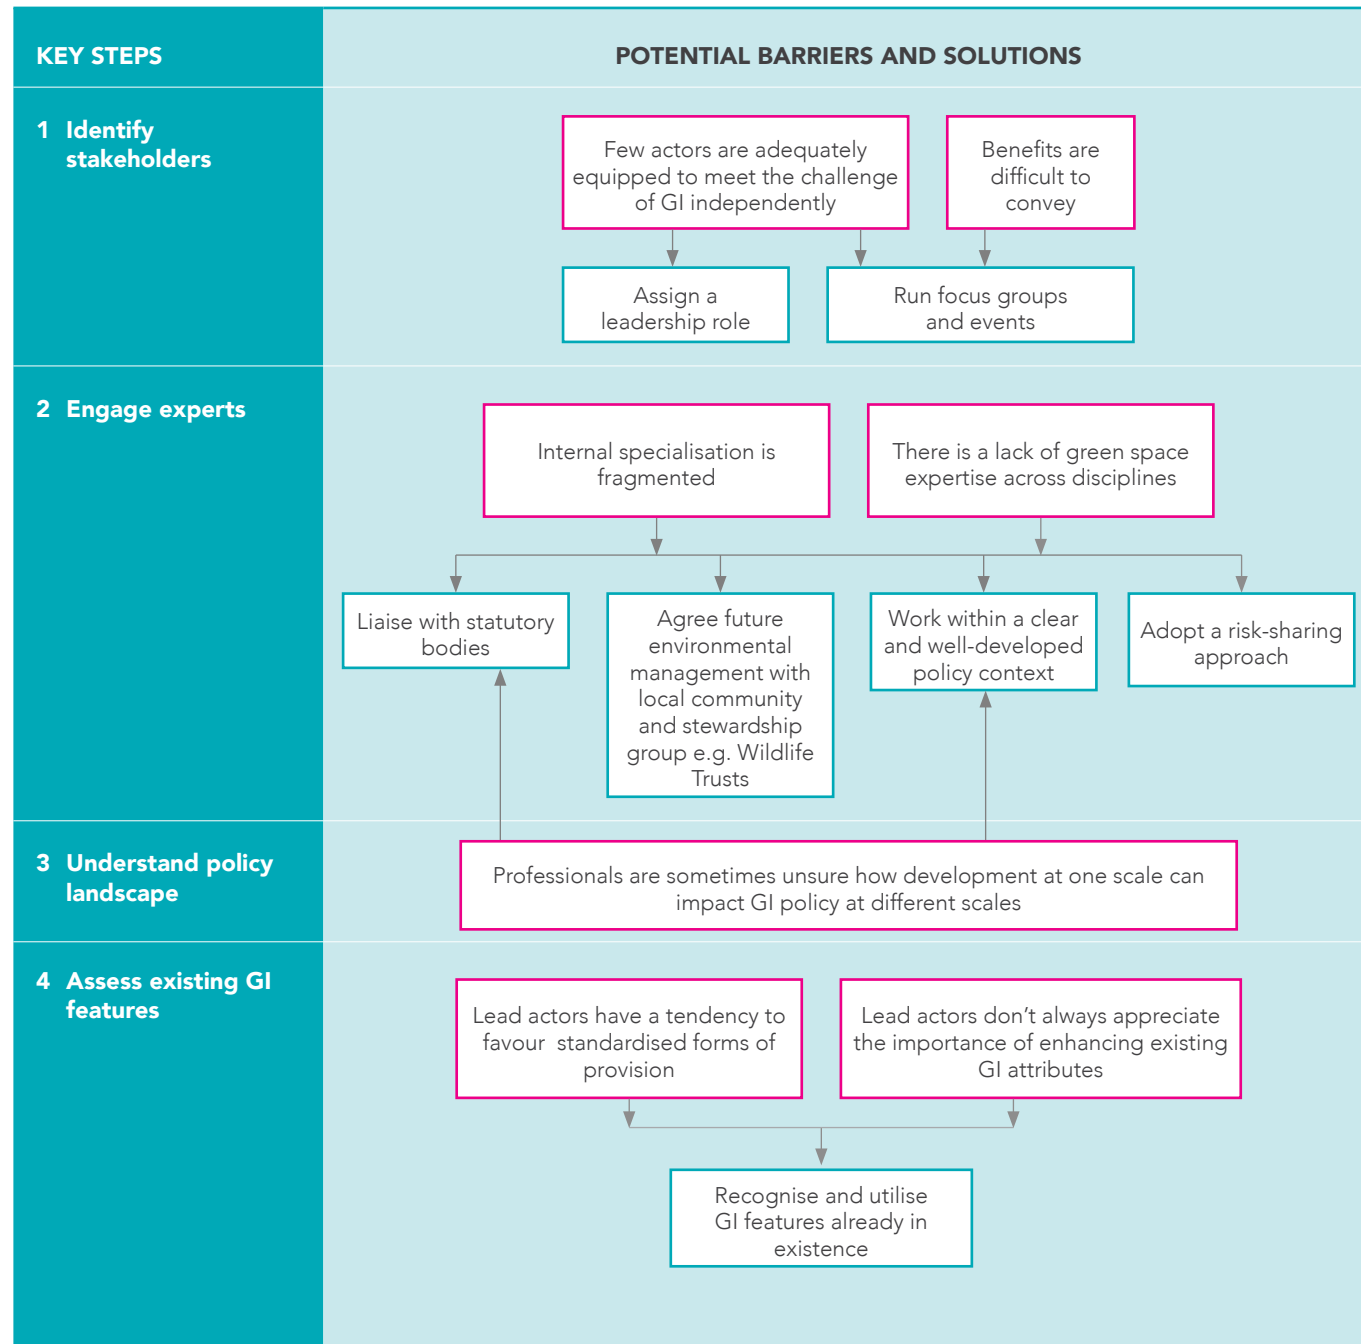 KEY STEPS
POTENTIAL BARRIERS AND SOLUTIONS
1 Identify
stakeholders
Few actors are adequately
equipped to meet the challenge
of GI independently
Benefits are
difficult to
convey
Assign a
leadership role
Run focus groups
and events
2 Engage experts
Internal specialisation is
fragmented
There is a lack of green space
expertise across disciplines
Liaise with statutory
bodies
Agree future
environmental
management with
local community
and stewardship
group e.g. Wildlife
Trusts
Work within a clear
and well-developed
policy context
Adopt a risk-sharing
approach
3 Understand policy
landscape
Professionals are sometimes unsure how development at one scale can
impact GI policy at different scales
4 Assess existing GI
features
Lead actors have a tendency to
favour standardised forms of
provision
Lead actors don’t always appreciate
the importance of enhancing existing
GI attributes
Recognise and utilise
GI features already in
existence